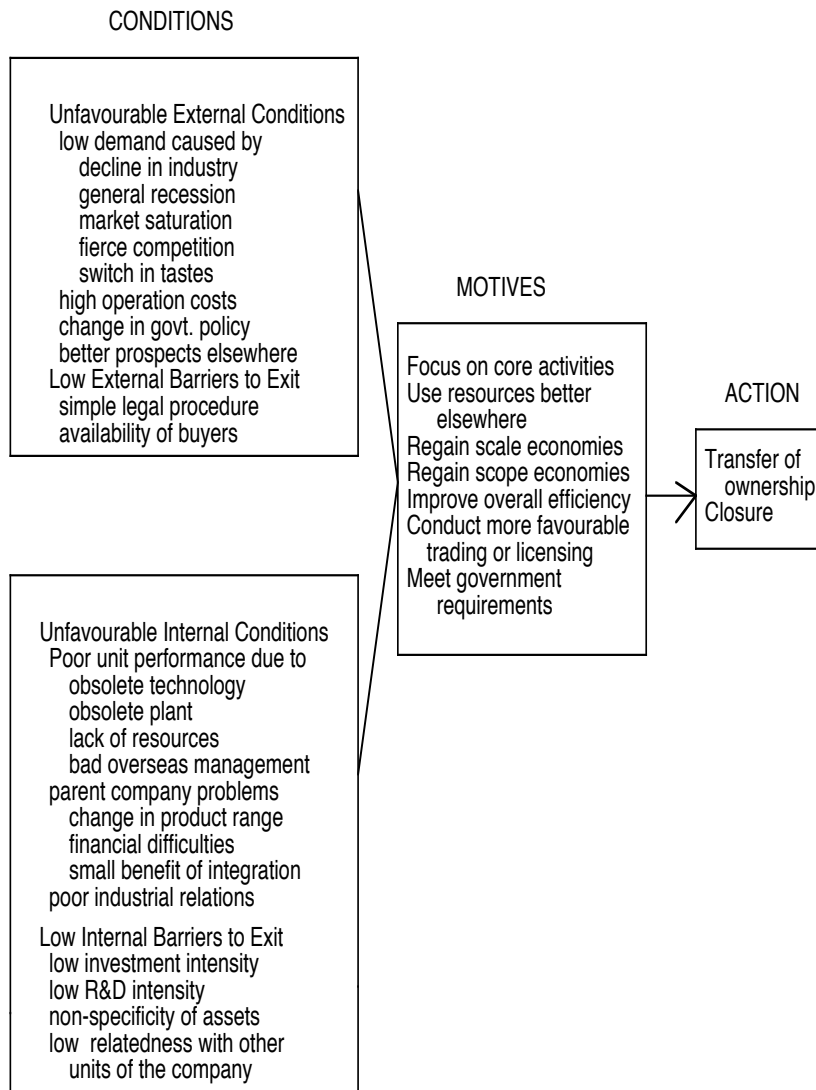 CONDITIONS
Unfavourable External Conditions
low demand caused by
decline in industry
general recession
market saturation
fierce competition
switch in tastes
high operation costs
change in govt. policy
better prospects elsewhere
Low External Barriers to Exit
simple legal procedure
availability of buyers
Unfavourable Internal Conditions
Poor unit performance due to
obsolete technology
obsolete plant
lack of resources
bad overseas management
parent company problems
change in product range
financial difficulties
small benefit of integration
poor industrial relations
Low Internal Barriers to Exit
low investment intensity
low R&D intensity
non-specificity of assets
low relatedness with other
units of the company
MOTIVES
Focus on core activities
Use resources better
elsewhere
Regain scale economies
Regain scope economies
Improve overall efficiency
Conduct more favourable
trading or licensing
Meet government
requirements
ACTION
Transfer of
ownership
Closure